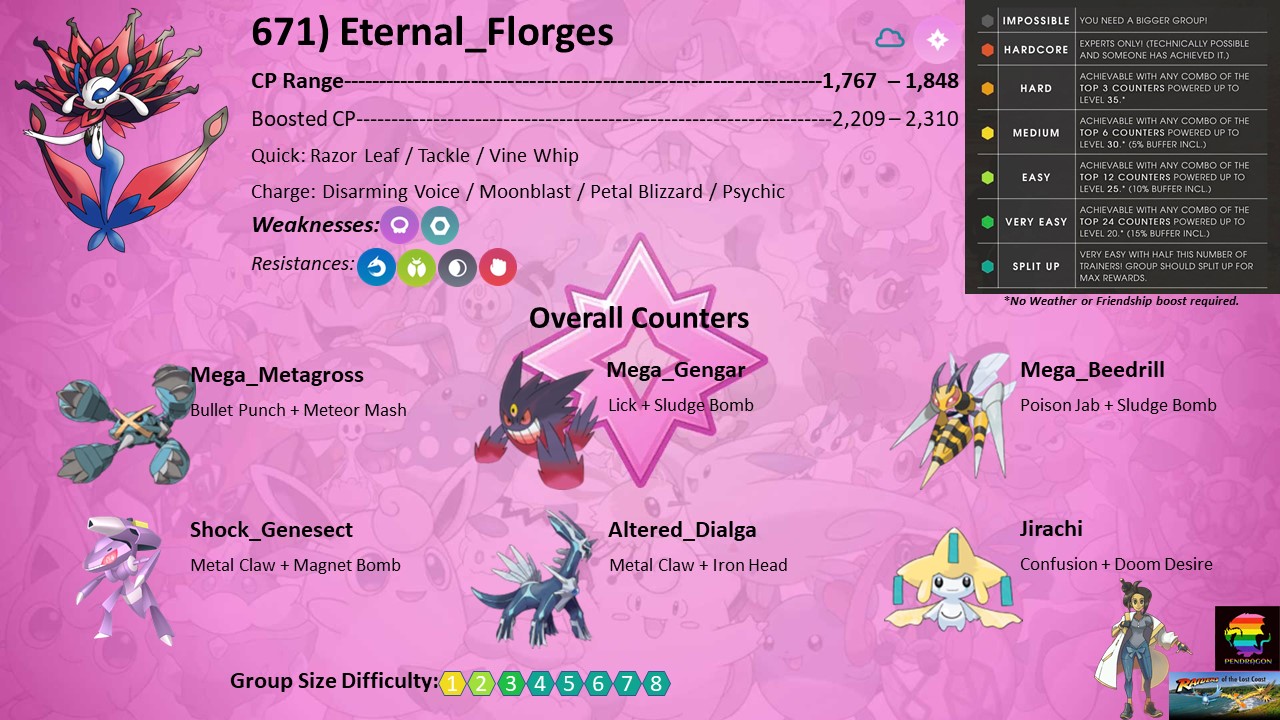 671) Eternal_Florges
CP Range--------------------------------------------------------------------1,767 – 1,848
Boosted CP--------------------------------------------------------------------2,209 – 2,310
Quick: Razor Leaf / Tackle / Vine Whip
Charge: Disarming Voice / Moonblast / Petal Blizzard / Psychic
Weaknesses:
Resistances:
IMPOSSIBLE YOU NEED A BIGGER GROUP!
HARDCORE EXPERTS ONLY! (TECHNICALLY POSSIBLE
AND SOMEONE HAS ACHIEVED IT.)
HARD ACHIEVABLE WITH ANY COMBO OF THE
TOP 3 COUNTERS POWERED UP TO
LEVEL 35.*
MEDIUM ACHIEVABLE WITH ANY COMBO OF THE
TOP 6 COUNTERS POWERED UP TO
LEVEL 30.* (5% BUFFER INCL.)
EASY ACHIEVABLE WITH ANY COMBO OF THE
TOP 12 COUNTERS POWERED UP TO
LEVEL 25.* (10% BUFFER INCL.)
VERY EASY ACHIEVABLE WITH ANY COMBO OF THE
TOP 24 COUNTERS POWERED UP TO
LEVEL 20.* (15% BUFFER INCL.)
SPLIT UP VERY EASY WITH HALF THIS NUMBER OF
TRAINERS! GROUP SHOULD SPLIT UP FOR
MAX REWARDS.
*No Weather or Friendship boost required.
Overall Counters
Mega_Metagross
Bullet Punch + Meteor Mash
Mega_Gengar
Lick + Sludge Bomb
Mega_Beedrill
Poison Jab + Sludge Bomb
Shock_Genesect
Metal Claw + Magnet Bomb
Altered_Dialga
Metal Claw + Iron Head
Jirachi
Confusion + Doom Desire
Group Size Difficulty: 1 2 3 4 5 6 7 8
PENDRAGON
RAIDERS of the Lost Coast